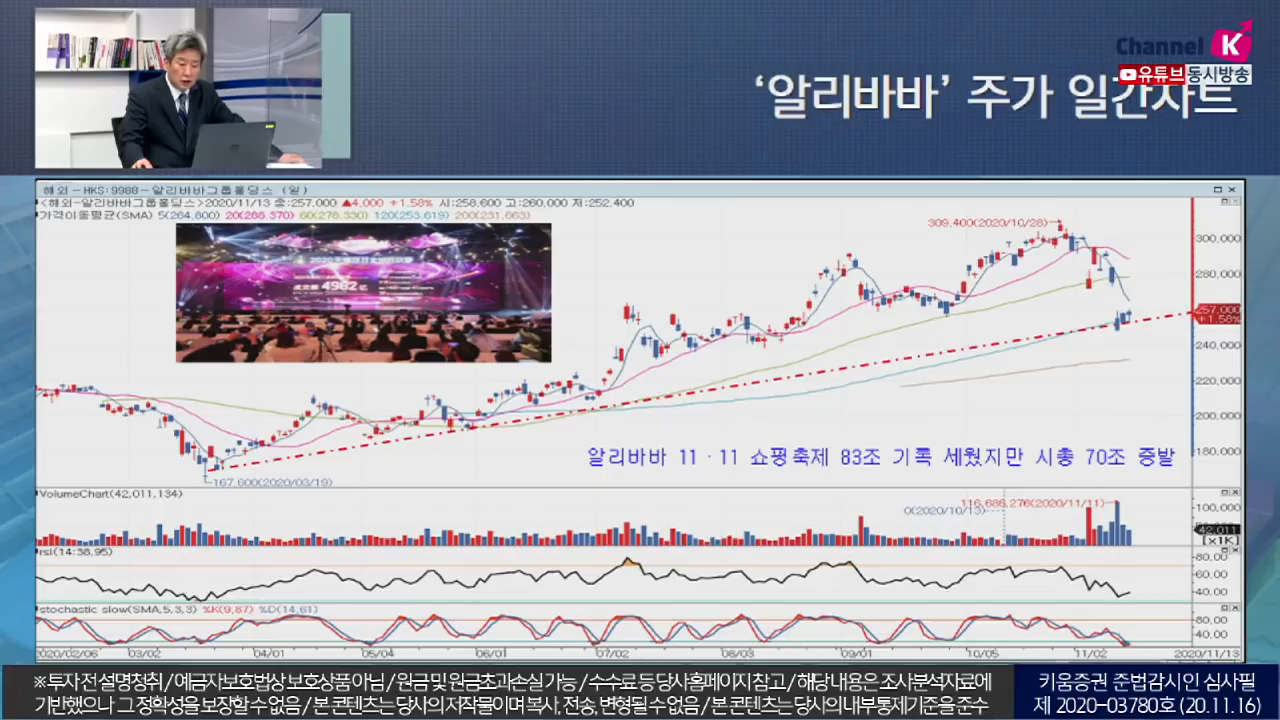 Channel K
유튜브 동시방송
‘알리바바’ 주가 일간차트
해외-HKS:9988-알리바바그룹홀딩스 (일)
<해외-알리바바그룹홀딩스>2020/11/13 종:257.000 ▲4,000 +1.58% 시:258.600 고:260.000 저:252.400
가격이동평균(SMA) 5(264.800) 20(288.370) 60(278.330) 120(253.619) 200(231.663)
309.400(2020/10/28)
300,000
280,000
257,000
+1.58%
240,000
220,000
200,000
180,000
4982
167,600(2020/03/19)
알리바바 11·11 쇼핑축제 83조 기록 세웠지만 시총 70조 증발
VolumeChart(42,011,134)
116,686,276(2020/11/11)
0(2020/10/13)
100,000
42,011
[x1K]
rsi(14:38,95)
80.00
60.00
40.00
stochastic slow(SMA,5,3,3) %K(9,87) %D(14,61)
80.00
40.00
2020/02/06 03/02 04/01 05/04 06/01 07/02 08/03 09/01 10/05 11/02 2020/11/13
※ 투자 전 설명청취 / 예금자보호법상 보호상품 아님 / 원금 및 원금초과손실 가능 / 수수료 등 당사홈페이지 참고 / 해당 내용은 조사분석자료에
기반했으나 그 정확성을 보장할 수 없음 / 본 콘텐츠는 당사의 저작물이며 복사, 전송, 변형될 수 없음 / 본 콘텐츠는 당사의 내부통제기준을 준수
키움증권 준법감시인 심사필
제 2020-03780호 (20.11.16)